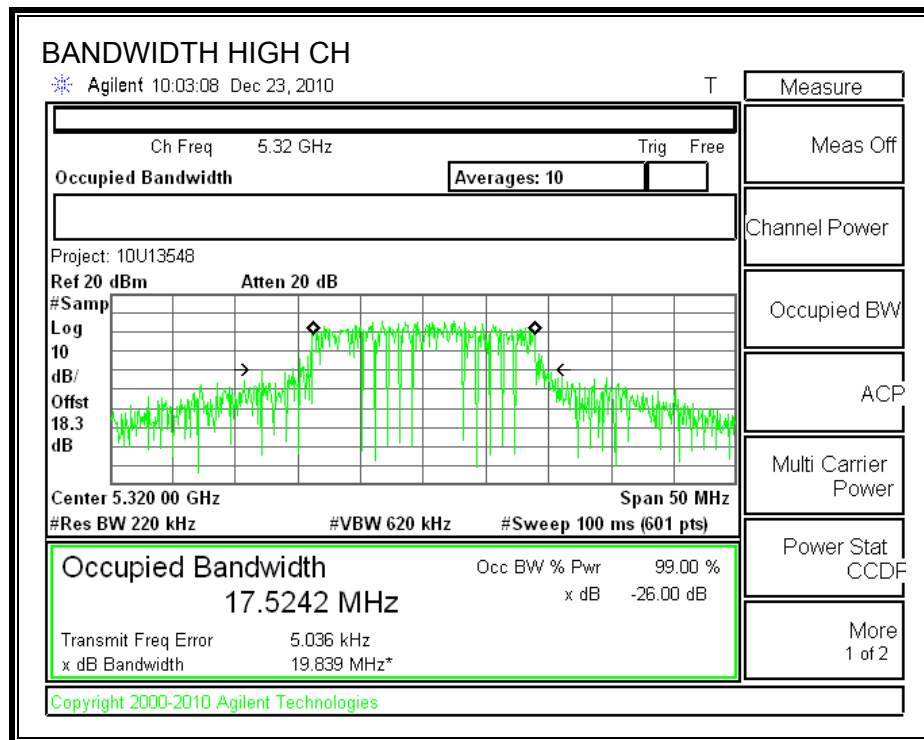 BANDWIDTH HIGH CH
Agilent 10:03:08 Dec 23, 2010 T
Measure
Ch Freq 5.32 GHz Trig Free
Meas Off
Occupied Bandwidth Averages: 10
Channel Power
Project: 10U13548
Ref 20 dBm Atten 20 dB
#Samp
Log
10
dB/
Offst
18.3
dB
Occupied BW
ACP
Multi Carrier
Power
Center 5.320 00 GHz Span 50 MHz
#Res BW 220 kHz #VBW 620 kHz #Sweep 100 ms (601 pts)
Power Stat
CCDF
Occupied Bandwidth Occ BW % Pwr 99.00 %
17.5242 MHz x dB -26.00 dB
Transmit Freq Error 5.036 kHz
x dB Bandwidth 19.839 MHz*
More
1 of 2
Copyright 2000-2010 Agilent Technologies